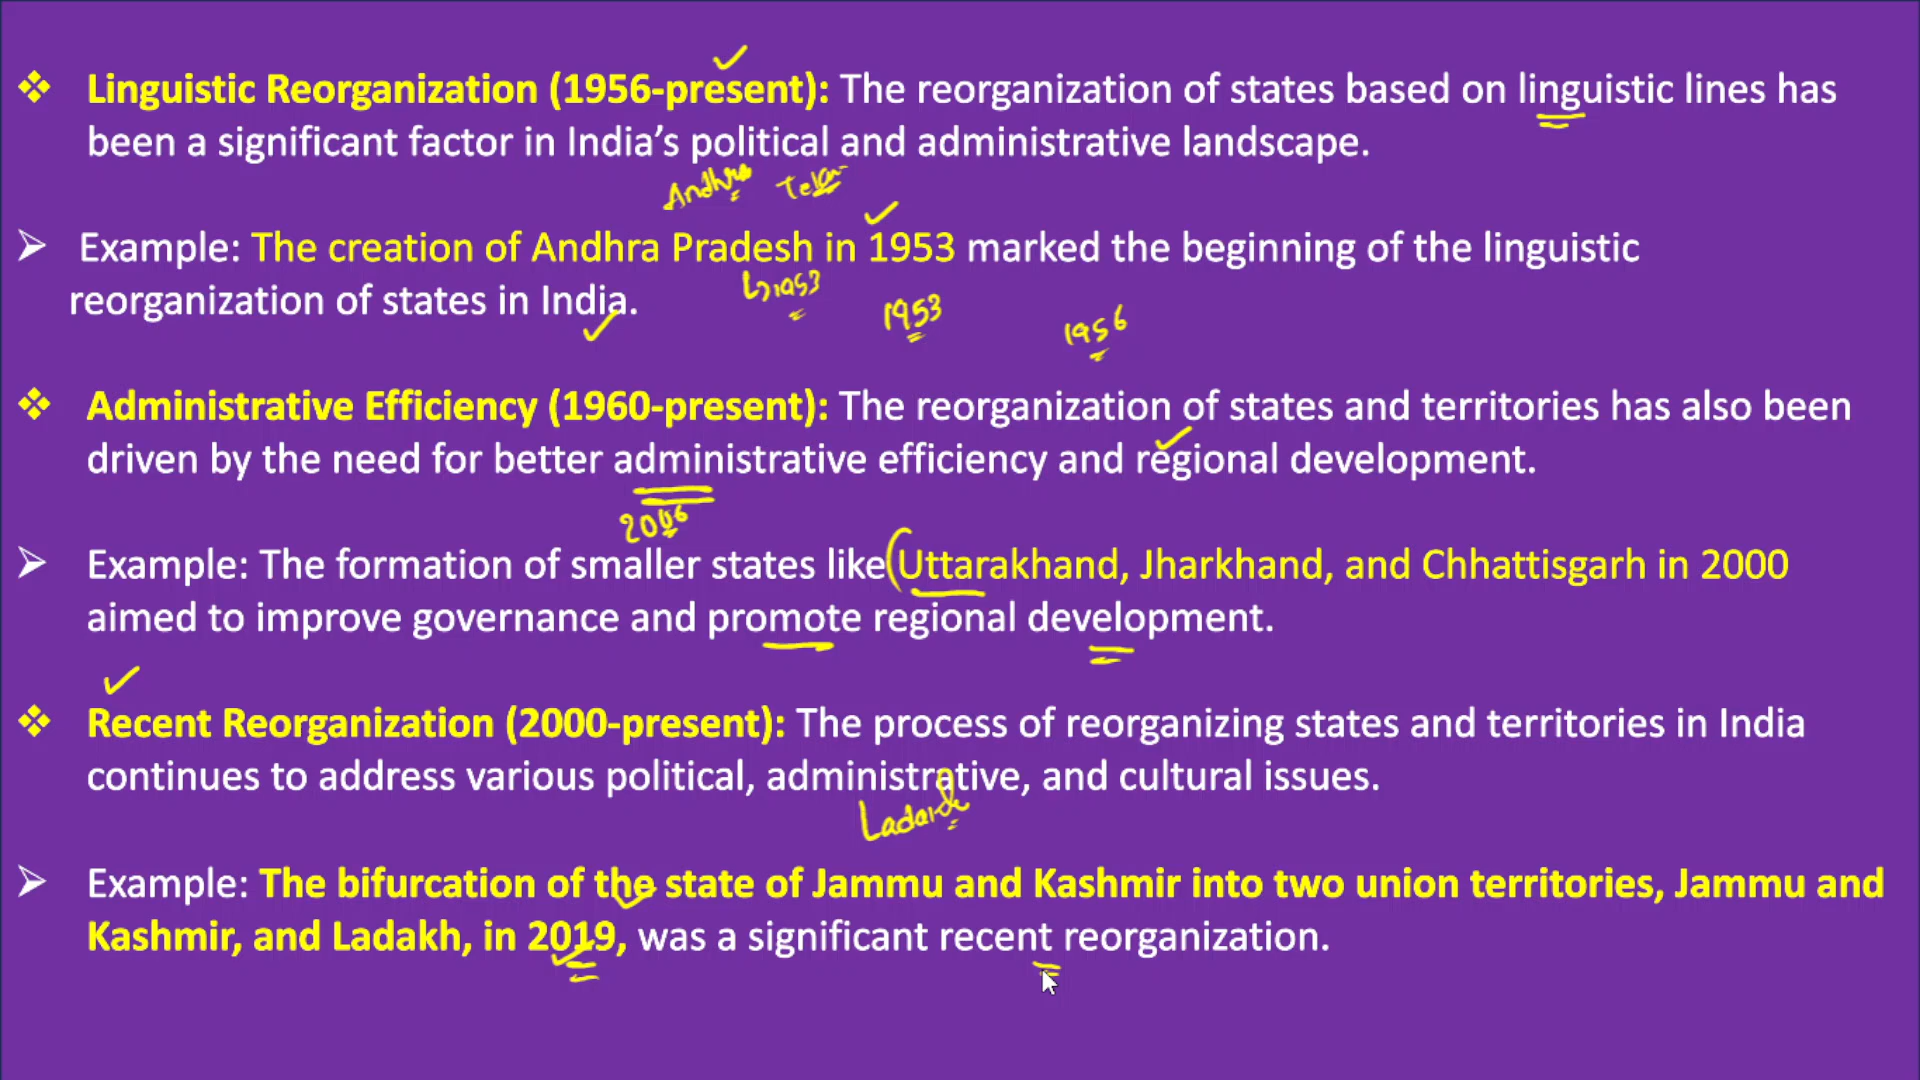 ❖ Linguistic Reorganization (1956-present): The reorganization of states based on linguistic lines has
been a significant factor in India’s political and administrative landscape.
Andhra
➢ Example: The creation of Andhra Pradesh in 1953 marked the beginning of the linguistic
1953
reorganization of states in India.
1953 1956
❖ Administrative Efficiency (1960-present): The reorganization of states and territories has also been
driven by the need for better administrative efficiency and regional development.
➢ Example: The formation of smaller states like Uttarakhand, Jharkhand, and Chhattisgarh in 2000
aimed to improve governance and promote regional development.
❖ Recent Reorganization (2000-present): The process of reorganizing states and territories in India
continues to address various political, administrative, and cultural issues.
➢ Example: The bifurcation of the state of Jammu and Kashmir into two union territories, Jammu and
Kashmir, and Ladakh, in 2019, was a significant recent reorganization.